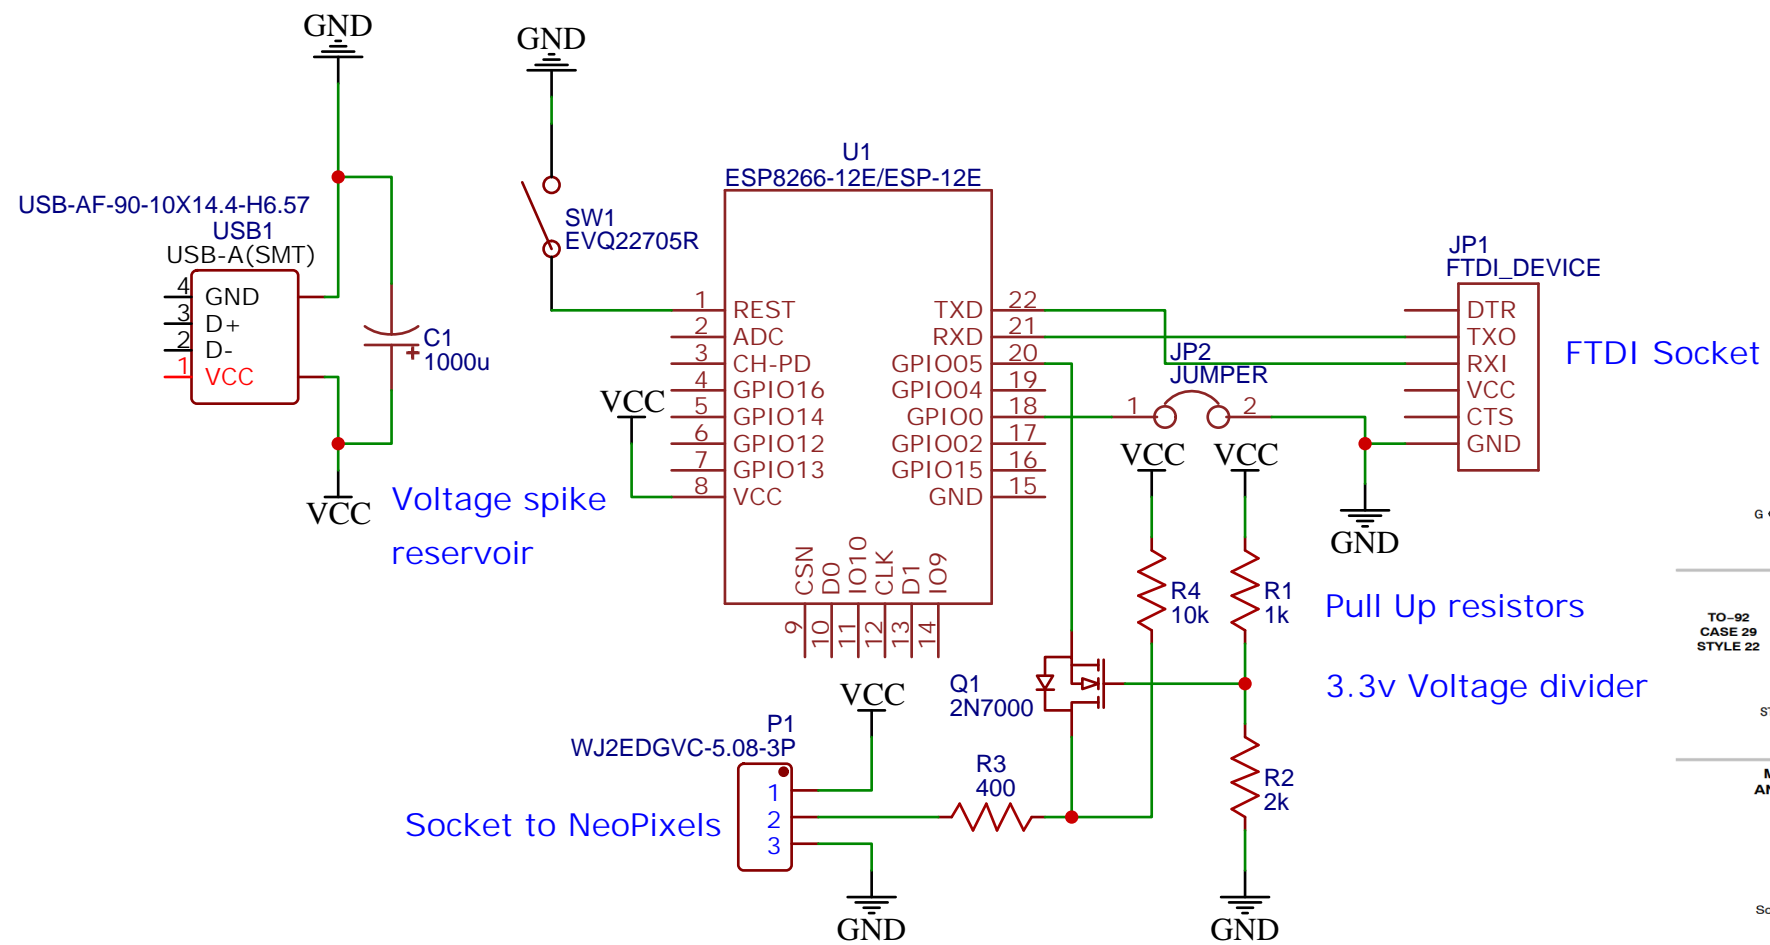 GND
GND
U1
ESP8266-12E/ESP-12E
USB-AF-90-10X14.4-H6.57
USB1
USB-A(SMT)
4 GND
3 D+
2 D-
1 VCC
C1
1000u
VCC
Voltage spike
reservoir
SW1
EVQ22705R
VCC
1 REST
2 ADC
3 CH-PD
4 GPIO16
5 GPIO14
6 GPIO12
7 GPIO13
8 VCC
TXD 22
RXD 21
GPIO05 20
GPIO04 19
GPIO0 18
GPIO02 17
GPIO15 16
GND 15
CSN 9
D0 10
IO10 11
CLK 12
D1 13
IO9 14
JP2
JUMPER
1 2
JP1
FTDI_DEVICE
DTR
TXO
RXI
VCC
CTS
GND
FTDI Socket
GND
VCC VCC
R4
10k
R1
1k
Pull Up resistors
3.3v Voltage divider
Q1
2N7000
R2
2k
GND
VCC
P1
WJ2EDGVC-5.08-3P
1
2
3
Socket to NeoPixels
R3
400
GND
G
TO-92
CASE 29
STYLE 22